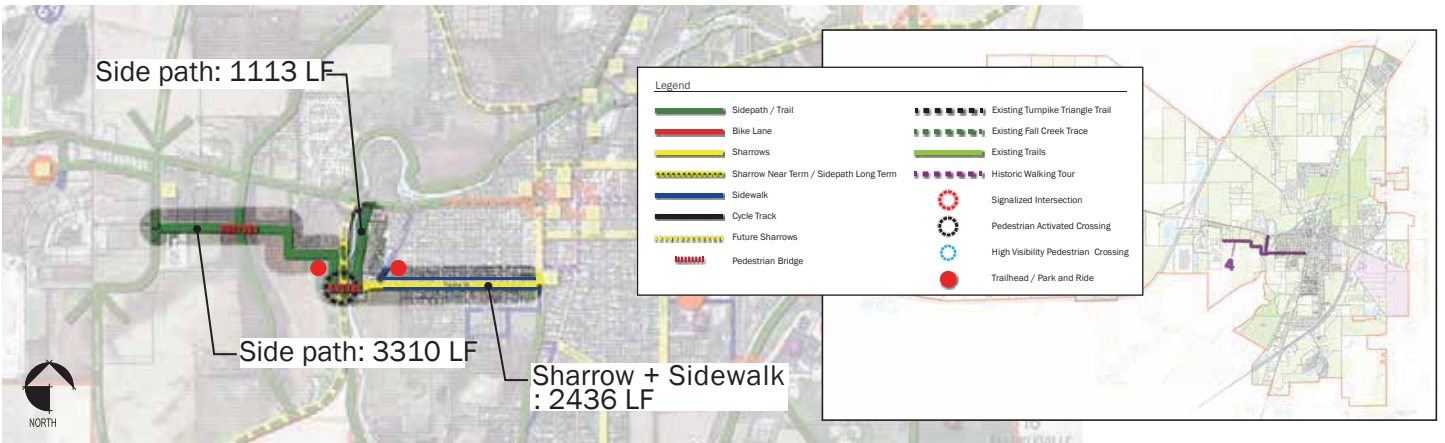 69
Side path: 1113 LF
Legend
Sidepath / Trail
Bike Lane
Sharrows
Sharrow Near Term / Sidepath Long Term
Sidewalk
Cycle Track
Future Sharrows
Pedestrian Bridge
Existing Turnpike Triangle Trail
Existing Fall Creek Trace
Existing Trails
Historic Walking Tour
Signalized Intersection
Pedestrian Activated Crossing
High Visibility Pedestrian Crossing
Trailhead / Park and Ride
4
Side path: 3310 LF
Sharrow + Sidewalk
: 2436 LF
NORTH